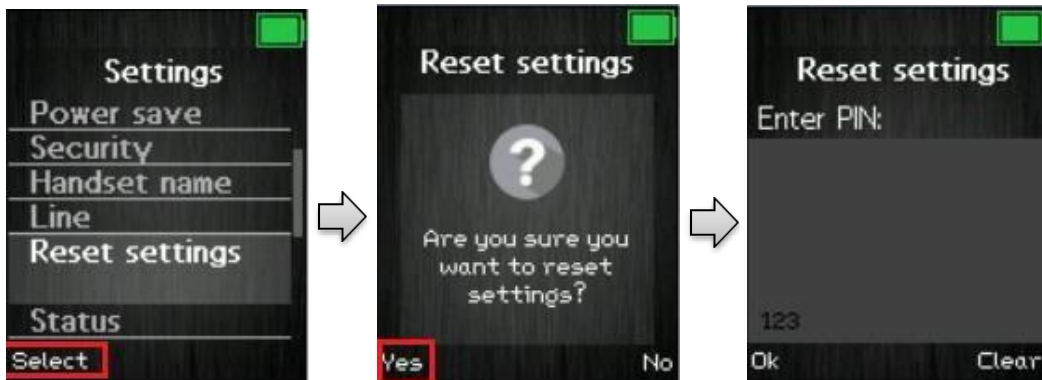 Settings
Power save
Security
Handset name
Line
Reset settings
Status
Select
Reset settings
?
Are you sure you
want to reset
settings?
Yes No
Reset settings
Enter PIN:
123
Ok Clear